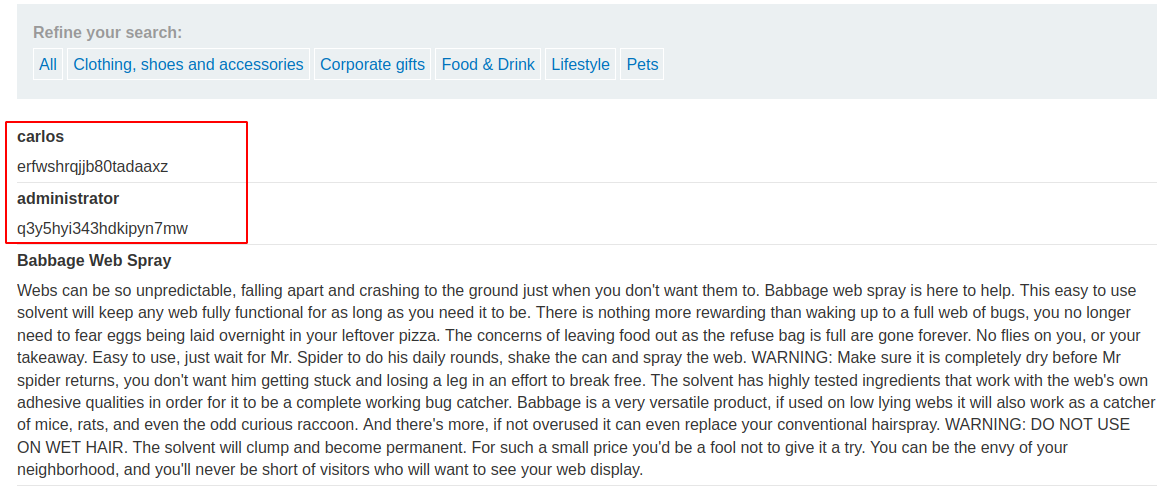 Refine your search:
All Clothing, shoes and accessories Corporate gifts Food & Drink Lifestyle Pets
carlos
erfwshrqjjb80tadaaxz
administrator
q3y5hyi343hdkipyn7mw
Babbage Web Spray
Webs can be so unpredictable, falling apart and crashing to the ground just when you don't want them to. Babbage web spray is here to help. This easy to use
solvent will keep any web fully functional for as long as you need it to be. There is nothing more rewarding than waking up to a full web of bugs, you no longer
need to fear eggs being laid overnight in your leftover pizza. The concerns of leaving food out as the refuse bag is full are gone forever. No flies on you, or your
takeaway. Easy to use, just wait for Mr. Spider to do his daily rounds, shake the can and spray the web. WARNING: Make sure it is completely dry before Mr
spider returns, you don't want him getting stuck and losing a leg in an effort to break free. The solvent has highly tested ingredients that work with the web's own
adhesive qualities in order for it to be a complete working bug catcher. Babbage is a very versatile product, if used on low lying webs it will also work as a catcher
of mice, rats, and even the odd curious raccoon. And there's more, if not overused it can even replace your conventional hairspray. WARNING: DO NOT USE
ON WET HAIR. The solvent will clump and become permanent. For such a small price you'd be a fool not to give it a try. You can be the envy of your
neighborhood, and you'll never be short of visitors who will want to see your web display.